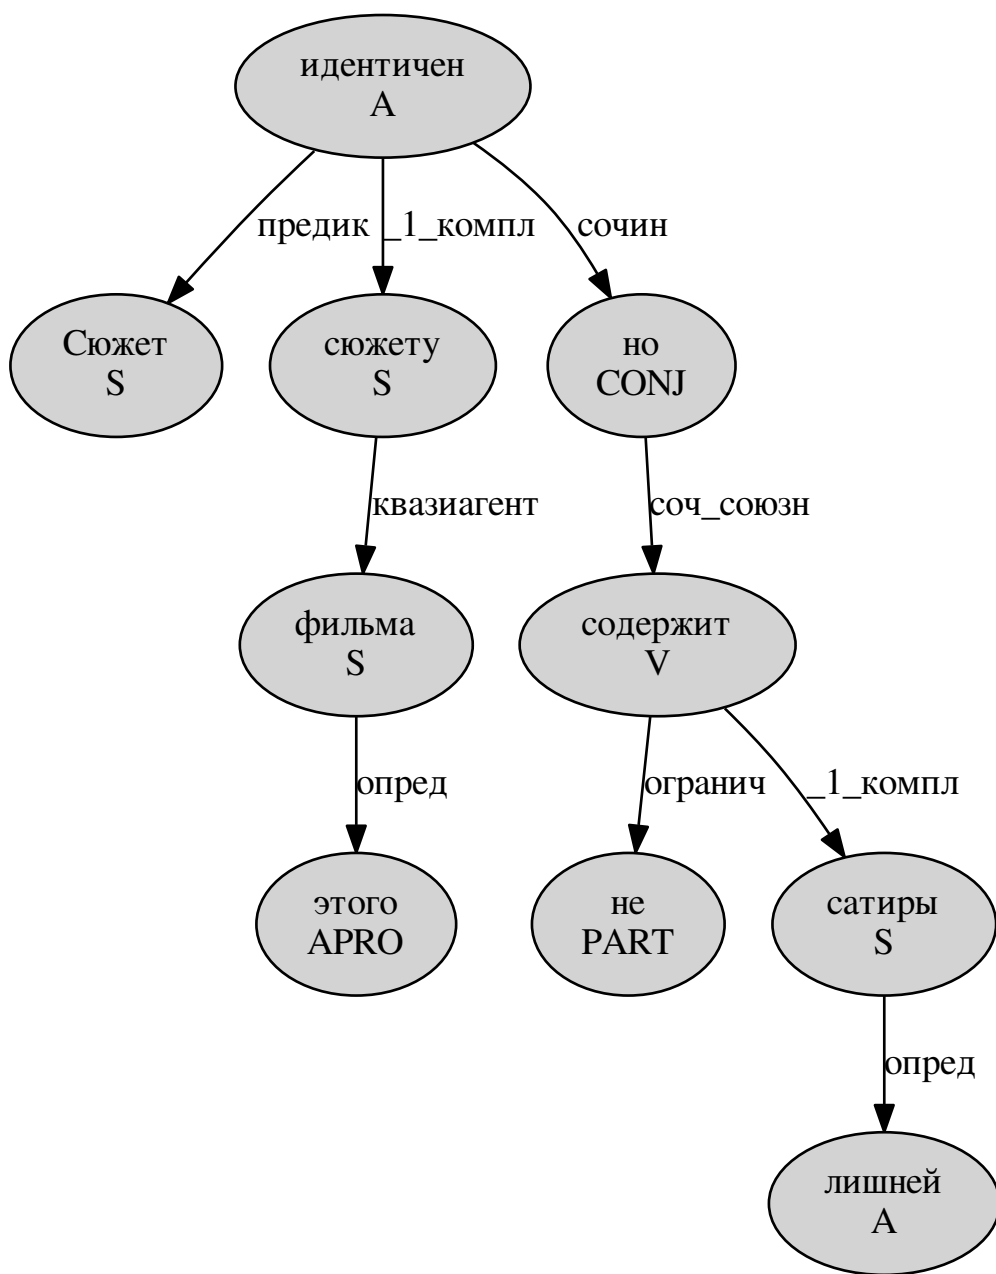 идентичен
A
предик
_1_компл
сочин
Сюжет
S
сюжету
S
но
CONJ
квазиагент
соч_союзн
фильма
S
содержит
V
опред
огранич
_1_компл
этого
APRO
не
PART
сатиры
S
опред
лишней
A